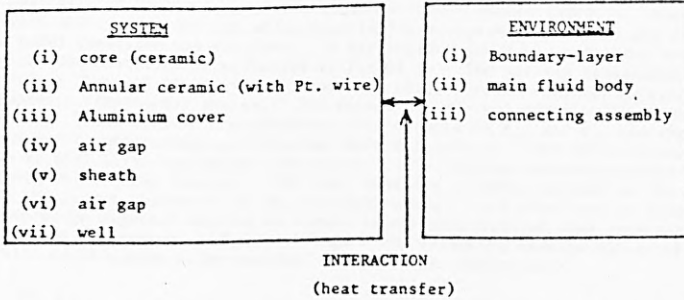 SYSTEM
(i) core (ceramic)
(ii) Annular ceramic (with Pt. wire)
(iii) Aluminium cover
(iv) air gap
(v) sheath
(vi) air gap
(vii) well
ENVIRONMENT
(i) Boundary-layer
(ii) main fluid body
(iii) connecting assembly
INTERACTION
(heat transfer)